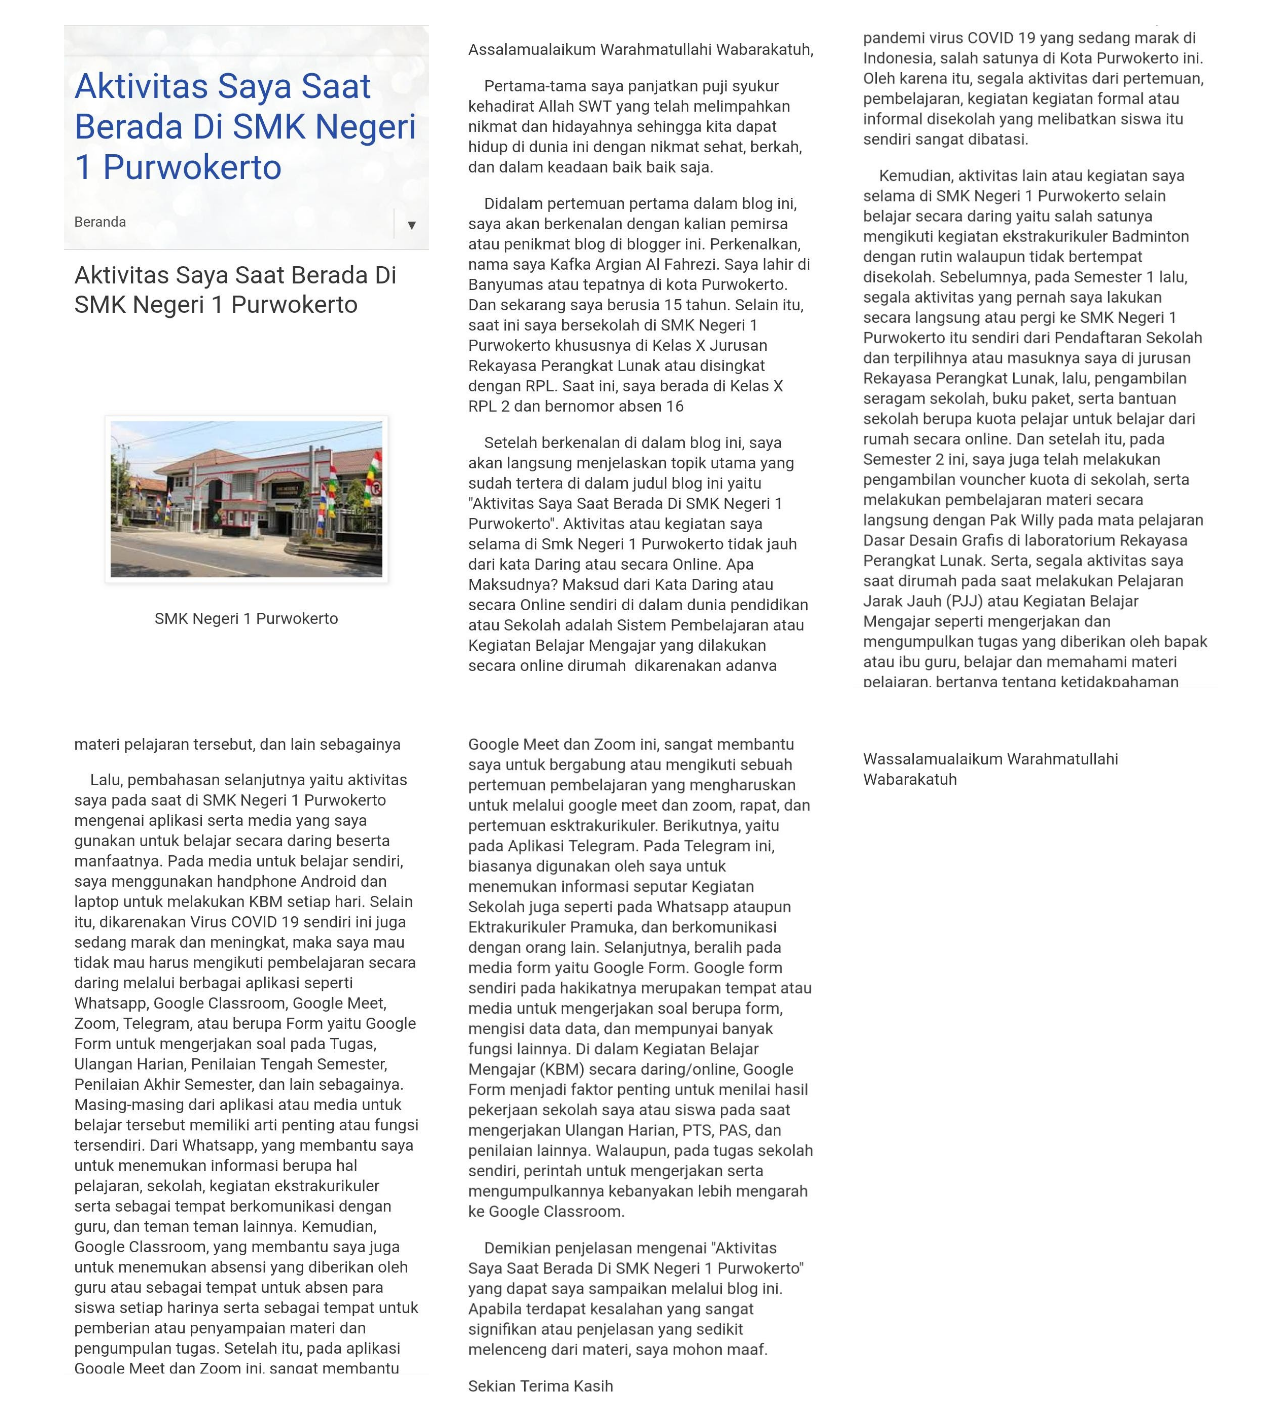 Aktivitas Saya Saat
Berada Di SMK Negeri
1 Purwokerto
Beranda
Aktivitas Saya Saat Berada Di
SMK Negeri 1 Purwokerto
SMK Negeri 1 Purwokerto
Assalamualaikum Warahmatullahi Wabarakatuh,
Pertama-tama saya panjatkan puji syukur
kehadirat Allah SWT yang telah melimpahkan
nikmat dan hidayahnya sehingga kita dapat
hidup di dunia ini dengan nikmat sehat, berkah,
dan dalam keadaan baik baik saja.
Didalam pertemuan pertama dalam blog ini,
saya akan berkenalan dengan kalian pemirsa
atau penikmat blog di blogger ini. Perkenalkan,
nama saya Kafka Argian Al Fahrezi. Saya lahir di
Banyumas atau tepatnya di kota Purwokerto.
Dan sekarang saya berusia 15 tahun. Selain itu,
saat ini saya bersekolah di SMK Negeri 1
Purwokerto khususnya di Kelas X Jurusan
Rekayasa Perangkat Lunak atau disingkat
dengan RPL. Saat ini, saya berada di Kelas X
RPL 2 dan bernomor absen 16
Setelah berkenalan di dalam blog ini, saya
akan langsung menjelaskan topik utama yang
sudah tertera di dalam judul blog ini yaitu
"Aktivitas Saya Saat Berada Di SMK Negeri 1
Purwokerto". Aktivitas atau kegiatan saya
selama di Smk Negeri 1 Purwokerto tidak jauh
dari kata Daring atau secara Online. Apa
Maksudnya? Maksud dari Kata Daring atau
secara Online sendiri di dalam dunia pendidikan
atau Sekolah adalah Sistem Pembelajaran atau
Kegiatan Belajar Mengajar yang dilakukan
secara online dirumah  dikarenakan adanya
pandemi virus COVID 19 yang sedang marak di
Indonesia, salah satunya di Kota Purwokerto ini.
Oleh karena itu, segala aktivitas dari pertemuan,
pembelajaran, kegiatan kegiatan formal atau
informal disekolah yang melibatkan siswa itu
sendiri sangat dibatasi.
Kemudian, aktivitas lain atau kegiatan saya
selama di SMK Negeri 1 Purwokerto selain
belajar secara daring yaitu salah satunya
mengikuti kegiatan ekstrakurikuler Badminton
dengan rutin walaupun tidak bertempat
disekolah. Sebelumnya, pada Semester 1 lalu,
segala aktivitas yang pernah saya lakukan
secara langsung atau pergi ke SMK Negeri 1
Purwokerto itu sendiri dari Pendaftaran Sekolah
dan terpilihnya atau masuknya saya di jurusan
Rekayasa Perangkat Lunak, lalu, pengambilan
seragam sekolah, buku paket, serta bantuan
sekolah berupa kuota pelajar untuk belajar dari
rumah secara online. Dan setelah itu, pada
Semester 2 ini, saya juga telah melakukan
pengambilan vouncher kuota di sekolah, serta
melakukan pembelajaran materi secara
langsung dengan Pak Willy pada mata pelajaran
Dasar Desain Grafis di laboratorium Rekayasa
Perangkat Lunak. Serta, segala aktivitas saya
saat dirumah pada saat melakukan Pelajaran
Jarak Jauh (PJJ) atau Kegiatan Belajar
Mengajar seperti mengerjakan dan
mengumpulkan tugas yang diberikan oleh bapak
atau ibu guru, belajar dan memahami materi
pelajaran, bertanya tentang ketidakpahaman
materi pelajaran tersebut, dan lain sebagainya
Lalu, pembahasan selanjutnya yaitu aktivitas
saya pada saat di SMK Negeri 1 Purwokerto
mengenai aplikasi serta media yang saya
gunakan untuk belajar secara daring beserta
manfaatnya. Pada media untuk belajar sendiri,
saya menggunakan handphone Android dan
laptop untuk melakukan KBM setiap hari. Selain
itu, dikarenakan Virus COVID 19 sendiri ini juga
sedang marak dan meningkat, maka saya mau
tidak mau harus mengikuti pembelajaran secara
daring melalui berbagai aplikasi seperti
Whatsapp, Google Classroom, Google Meet,
Zoom, Telegram, atau berupa Form yaitu Google
Form untuk mengerjakan soal pada Tugas,
Ulangan Harian, Penilaian Tengah Semester,
Penilaian Akhir Semester, dan lain sebagainya.
Masing-masing dari aplikasi atau media untuk
belajar tersebut memiliki arti penting atau fungsi
tersendiri. Dari Whatsapp, yang membantu saya
untuk menemukan informasi berupa hal
pelajaran, sekolah, kegiatan ekstrakurikuler
serta sebagai tempat berkomunikasi dengan
guru, dan teman teman lainnya. Kemudian,
Google Classroom, yang membantu saya juga
untuk menemukan absensi yang diberikan oleh
guru atau sebagai tempat untuk absen para
siswa setiap harinya serta sebagai tempat untuk
pemberian atau penyampaian materi dan
pengumpulan tugas. Setelah itu, pada aplikasi
Google Meet dan Zoom ini, sangat membantu
Google Meet dan Zoom ini, sangat membantu
saya untuk bergabung atau mengikuti sebuah
pertemuan pembelajaran yang mengharuskan
untuk melalui google meet dan zoom, rapat, dan
pertemuan esktrakurikuler. Berikutnya, yaitu
pada Aplikasi Telegram. Pada Telegram ini,
biasanya digunakan oleh saya untuk
menemukan informasi seputar Kegiatan
Sekolah juga seperti pada Whatsapp ataupun
Ektrakurikuler Pramuka, dan berkomunikasi
dengan orang lain. Selanjutnya, beralih pada
media form yaitu Google Form. Google form
sendiri pada hakikatnya merupakan tempat atau
media untuk mengerjakan soal berupa form,
mengisi data data, dan mempunyai banyak
fungsi lainnya. Di dalam Kegiatan Belajar
Mengajar (KBM) secara daring/online, Google
Form menjadi faktor penting untuk menilai hasil
pekerjaan sekolah saya atau siswa pada saat
mengerjakan Ulangan Harian, PTS, PAS, dan
penilaian lainnya. Walaupun, pada tugas sekolah
sendiri, perintah untuk mengerjakan serta
mengumpulkannya kebanyakan lebih mengarah
ke Google Classroom.
Demikian penjelasan mengenai "Aktivitas
Saya Saat Berada Di SMK Negeri 1 Purwokerto"
yang dapat saya sampaikan melalui blog ini.
Apabila terdapat kesalahan yang sangat
signifikan atau penjelasan yang sedikit
melenceng dari materi, saya mohon maaf.
Sekian Terima Kasih
Wassalamualaikum Warahmatullahi
Wabarakatuh